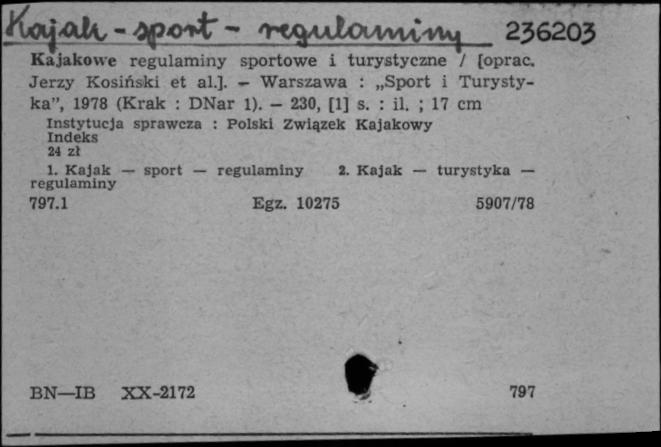 Kajak - sport - regulaminy 236203
Kajakowe regulaminy sportowe i turystyczne / [oprac.
Jerzy Kosiński et al.]. — Warszawa : „Sport i Turysty-
ka”, 1978 (Krak : DNar 1). — 230, [1] s. : il. ; 17 cm
Instytucja sprawcza : Polski Związek Kajakowy
Indeks
24 zł
1. Kajak — sport — regulaminy 2. Kajak — turystyka —
regulaminy
797.1 Egz. 10275 5907/78
BN—IB XX-2172 797